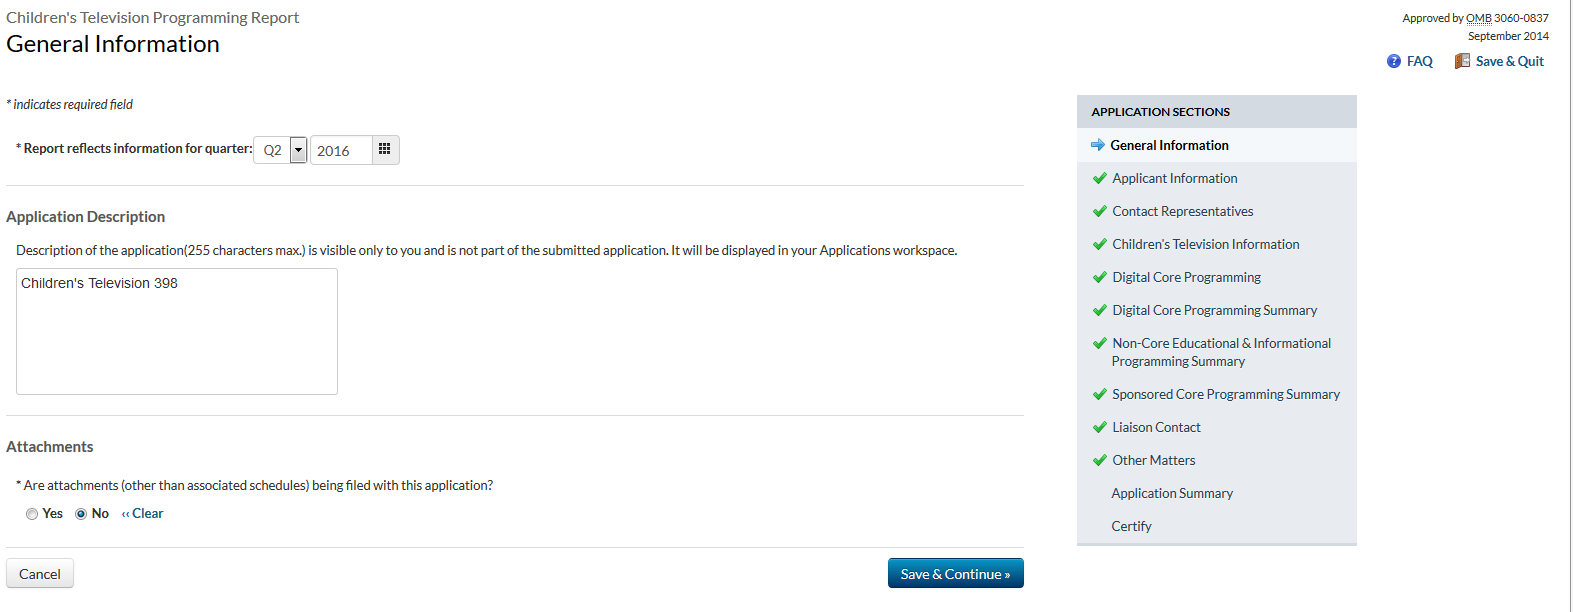 Children's Television Programming Report
General Information
Approved by OMB 3060-0837
September 2014
FAQ
Save & Quit
* indicates required field
* Report reflects information for quarter: Q2 2016
Application Description
Description of the application(255 characters max.) is visible only to you and is not part of the submitted application. It will be displayed in your Applications workspace.
Children's Television 398
Attachments
* Are attachments (other than associated schedules) being filed with this application?
Yes No ‹‹ Clear
Cancel
Save & Continue »
APPLICATION SECTIONS
General Information
Applicant Information
Contact Representatives
Children's Television Information
Digital Core Programming
Digital Core Programming Summary
Non-Core Educational & Informational
Programming Summary
Sponsored Core Programming Summary
Liaison Contact
Other Matters
Application Summary
Certify